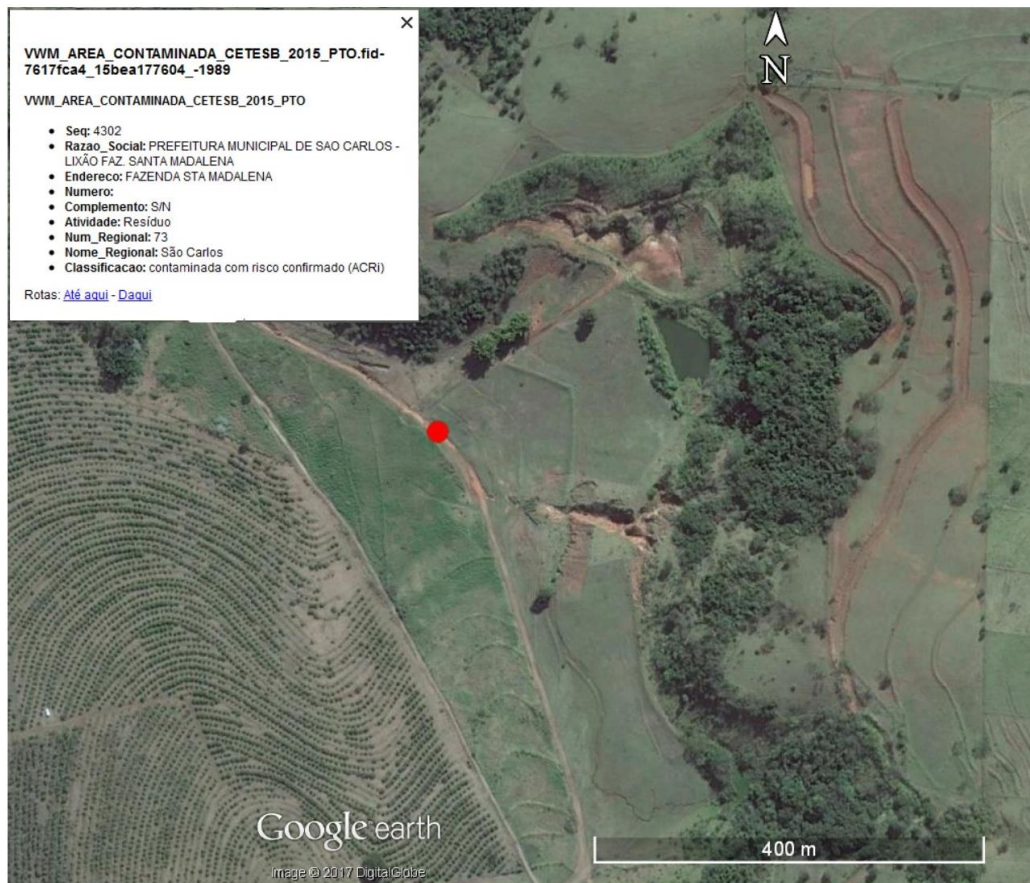 ×
VWM_AREA_CONTAMINADA_CETESB_2015_PTO.fid-
7617fca4_15bea177604_-1989
VWM_AREA_CONTAMINADA_CETESB_2015_PTO
• Seq: 4302
• Razao_Social: PREFEITURA MUNICIPAL DE SAO CARLOS -
LIXÃO FAZ. SANTA MADALENA
• Endereco: FAZENDA STA MADALENA
• Numero:
• Complemento: S/N
• Atividade: Resíduo
• Num_Regional: 73
• Nome_Regional: São Carlos
• Classificacao: contaminada com risco confirmado (ACRi)
Rotas: Até aqui - Daqui
N
Google earth
Image © 2017 DigitalGlobe
400 m